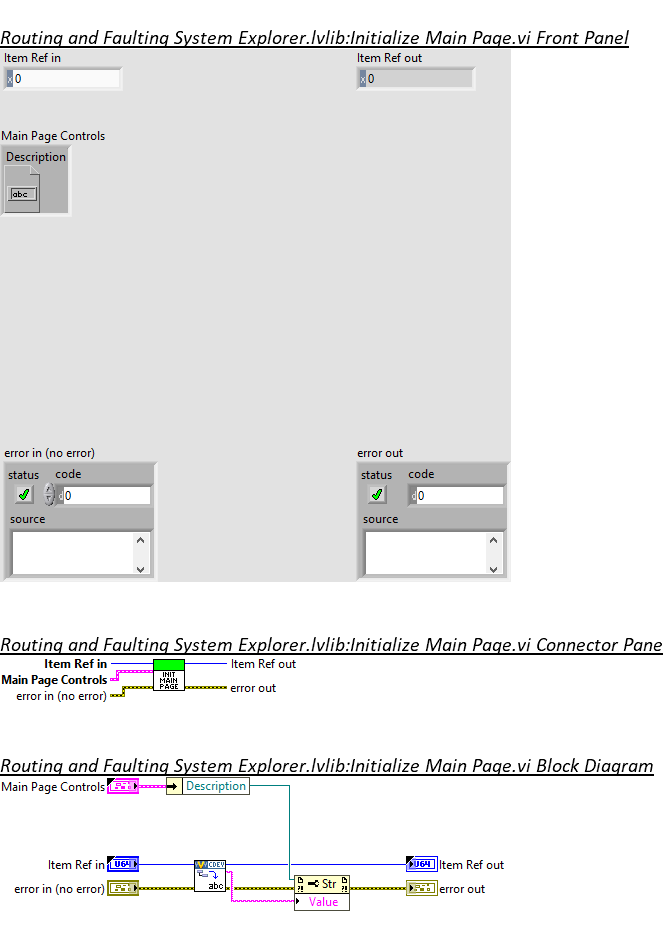 Routing and Faulting System Explorer.lvlib:Initialize Main Page.vi Front Panel
Item Ref in
Item Ref out
x 0
x 0
Main Page Controls
Description
abc
error in (no error)
error out
status
code
status
code
d 0
d 0
source
source
Routing and Faulting System Explorer.lvlib:Initialize Main Page.vi Connector Pane
Item Ref in
Item Ref out
Main Page Controls
INIT
MAIN
PAGE
error in (no error)
error out
Routing and Faulting System Explorer.lvlib:Initialize Main Page.vi Block Diagram
Main Page Controls
Description
Item Ref in
U64
CDEV
U64
Item Ref out
error in (no error)
abc
Str
error out
Value